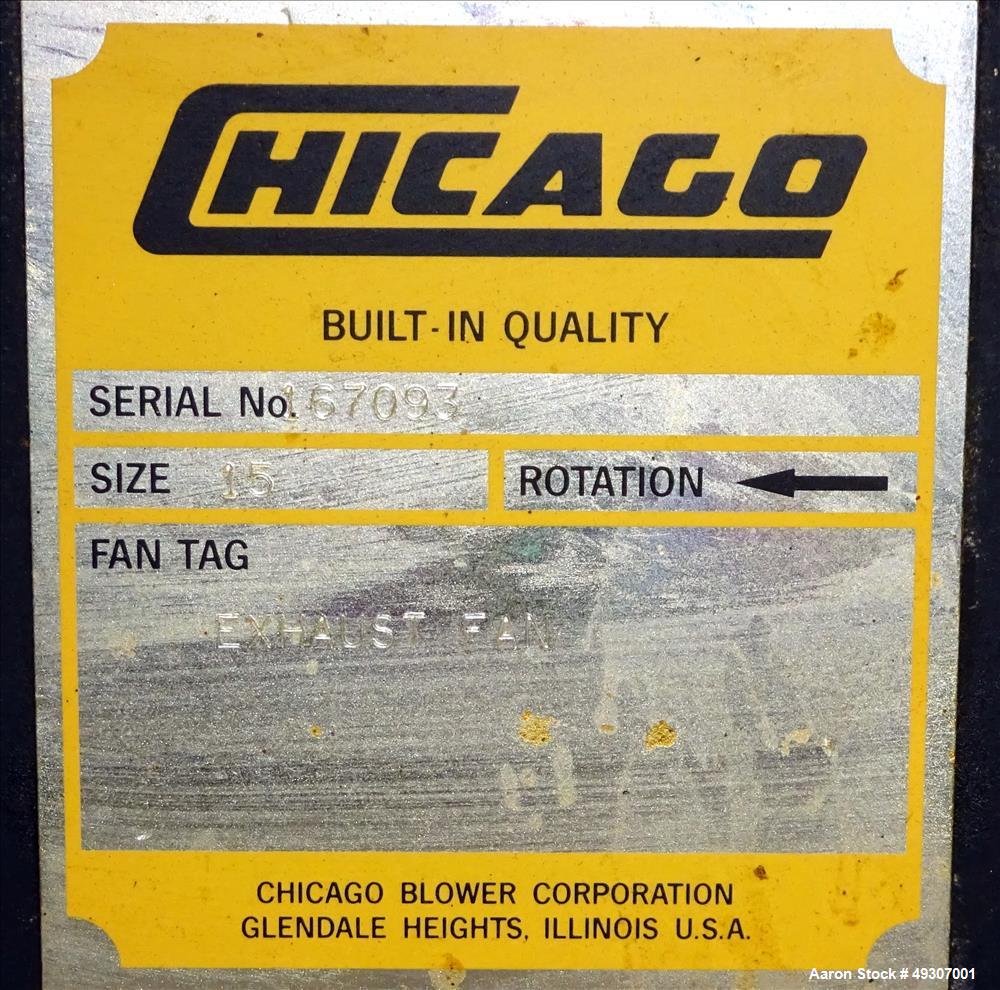 CHICAGO
BUILT-IN QUALITY
SERIAL No. 167093
SIZE 15 ROTATION
FAN TAG
EXHAUST FAN
CHICAGO BLOWER CORPORATION
GLENDALE HEIGHTS, ILLINOIS U.S.A.
Aaron Stock # 49307001